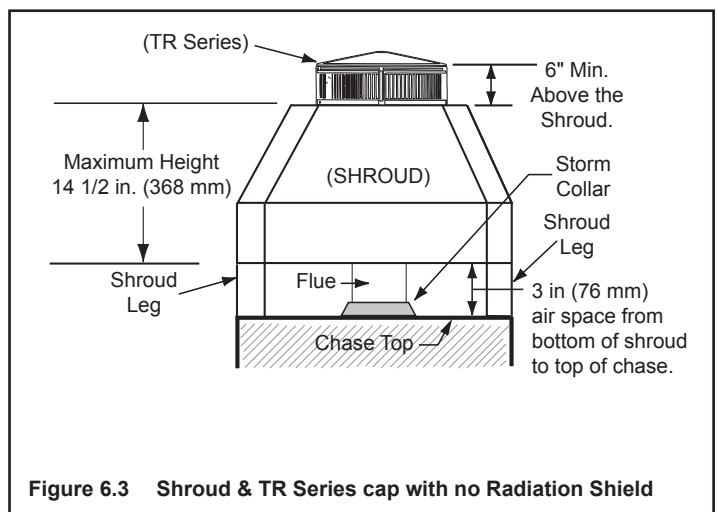 (TR Series)
6" Min.
Above the
Shroud.
Maximum Height
14 1/2 in. (368 mm)
(SHROUD)
Storm
Collar
Shroud
Leg
Shroud
Leg
Flue
3 in (76 mm)
air space from
bottom of shroud
to top of chase.
Chase Top
Figure 6.3 Shroud & TR Series cap with no Radiation Shield